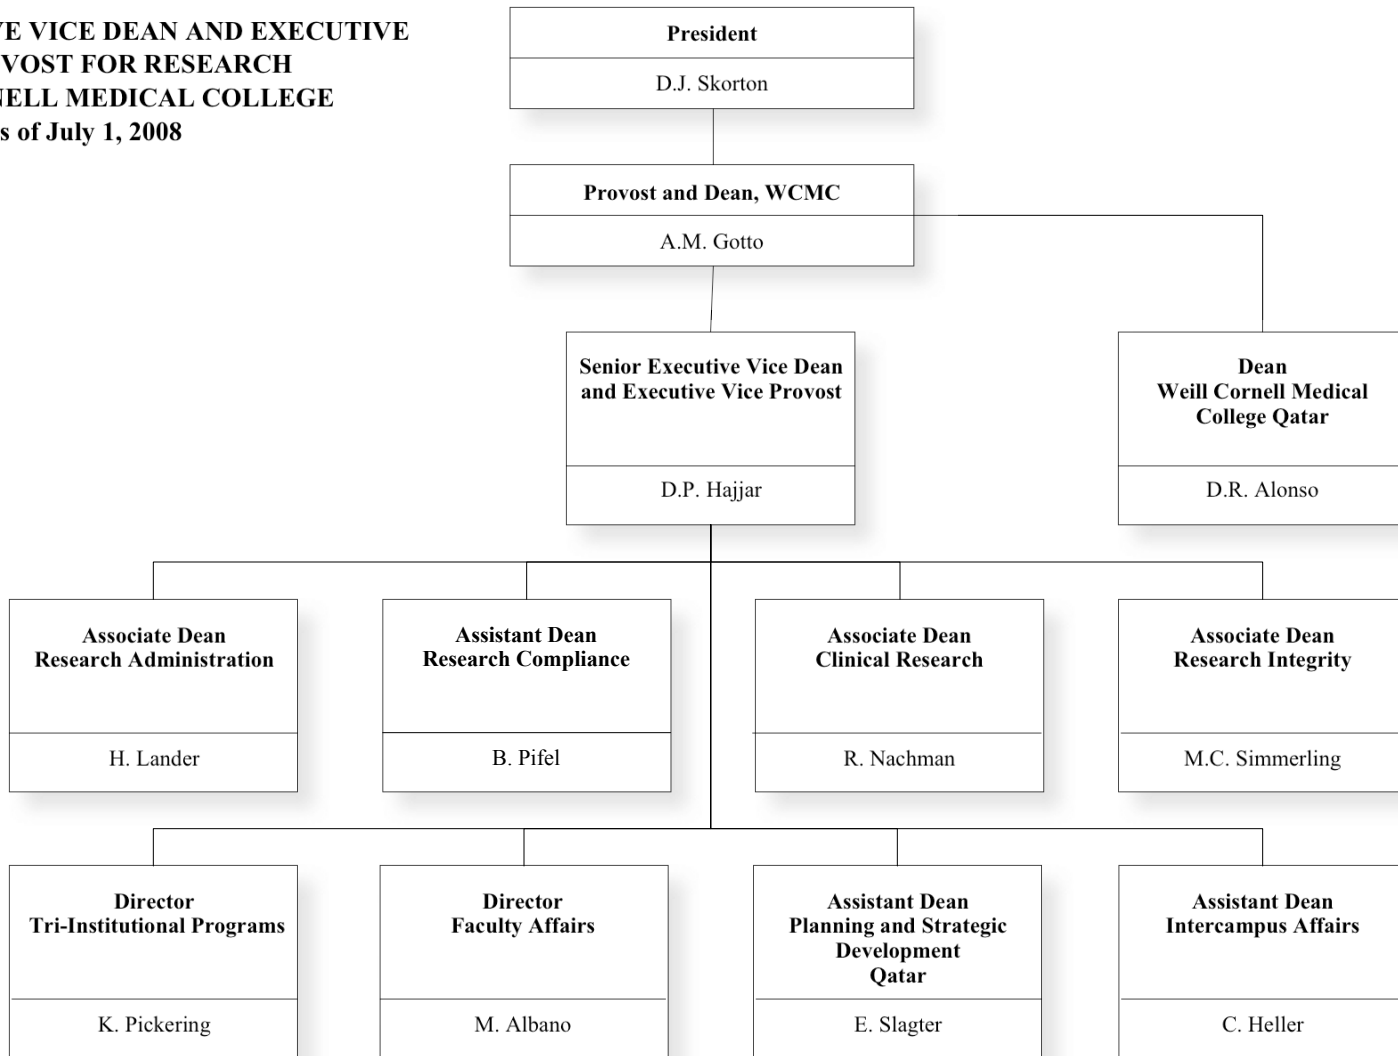 VE VICE DEAN AND EXECUTIVE
VOST FOR RESEARCH
NELL MEDICAL COLLEGE
s of July 1, 2008
President
D.J. Skorton
Provost and Dean, WCMC
A.M. Gotto
Senior Executive Vice Dean
and Executive Vice Provost
D.P. Hajjar
Dean
Weill Cornell Medical
College Qatar
D.R. Alonso
Associate Dean
Research Administration
H. Lander
Assistant Dean
Research Compliance
B. Pifel
Associate Dean
Clinical Research
R. Nachman
Associate Dean
Research Integrity
M.C. Simmerling
Director
Tri-Institutional Programs
K. Pickering
Director
Faculty Affairs
M. Albano
Assistant Dean
Planning and Strategic
Development
Qatar
E. Slagter
Assistant Dean
Intercampus Affairs
C. Heller